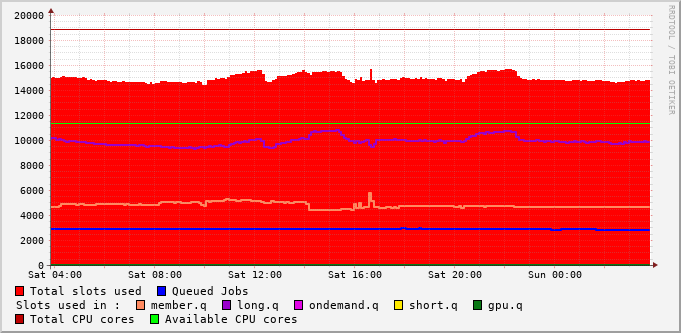 RRDTOOL / TOBI OETIKER
20000
18000
16000
14000
12000
10000
8000
6000
4000
2000
0
Sat 04:00 Sat 08:00 Sat 12:00 Sat 16:00 Sat 20:00 Sun 00:00
Total slots used Queued Jobs
Slots used in : member.q long.q ondemand.q short.q gpu.q
Total CPU cores Available CPU cores